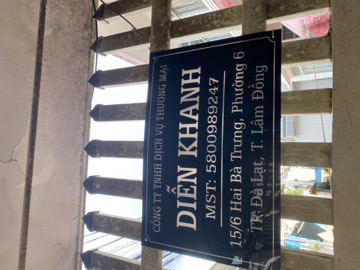 CÔNG TY TNHH DỊCH VỤ THƯƠNG MẠI
DIỄN KHANH
MST: 5800989247
15/6 Hai Bà Trưng, Phường 6
TP. Đà Lạt, T. Lâm Đồng